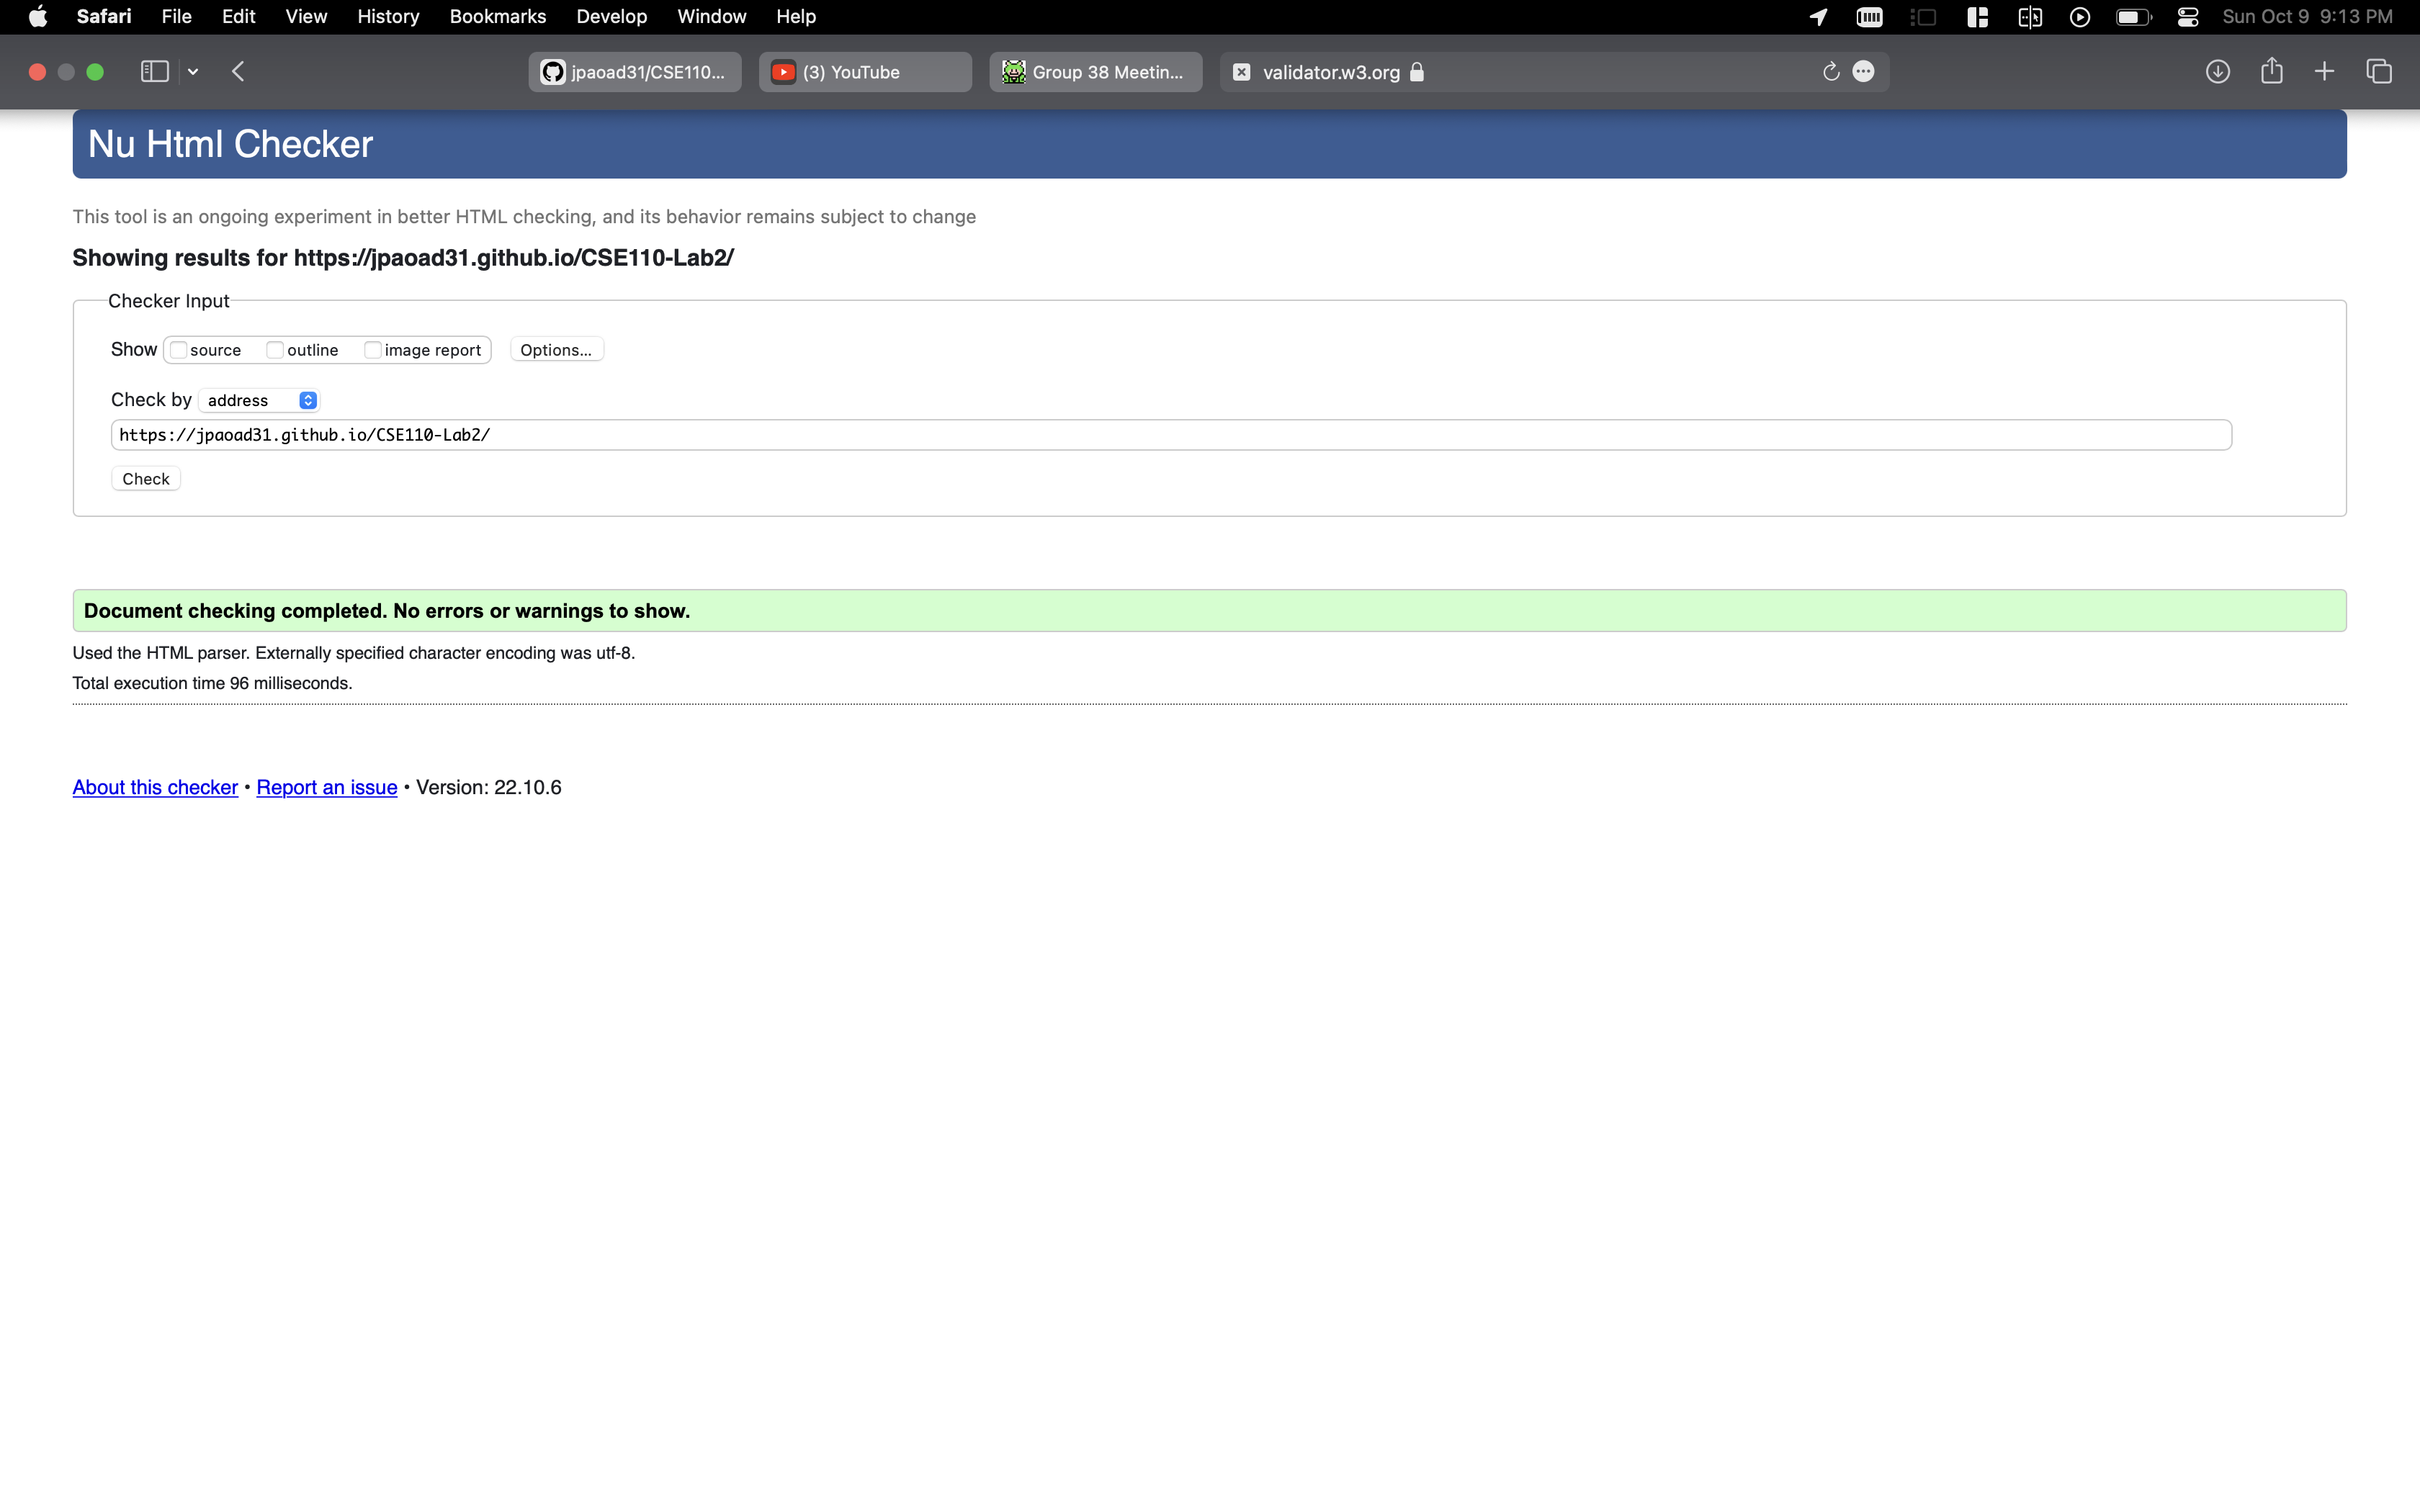 Safari File Edit View History Bookmarks Develop Window Help Sun Oct 9 9:13 PM
jpaoad31/CSE110... (3) YouTube Group 38 Meetin... validator.w3.org
Nu Html Checker
This tool is an ongoing experiment in better HTML checking, and its behavior remains subject to change
Showing results for https://jpaoad31.github.io/CSE110-Lab2/
Checker Input
Show source outline image report Options...
Check by address
https://jpaoad31.github.io/CSE110-Lab2/
Check
Document checking completed. No errors or warnings to show.
Used the HTML parser. Externally specified character encoding was utf-8.
Total execution time 96 milliseconds.
About this checker • Report an issue • Version: 22.10.6